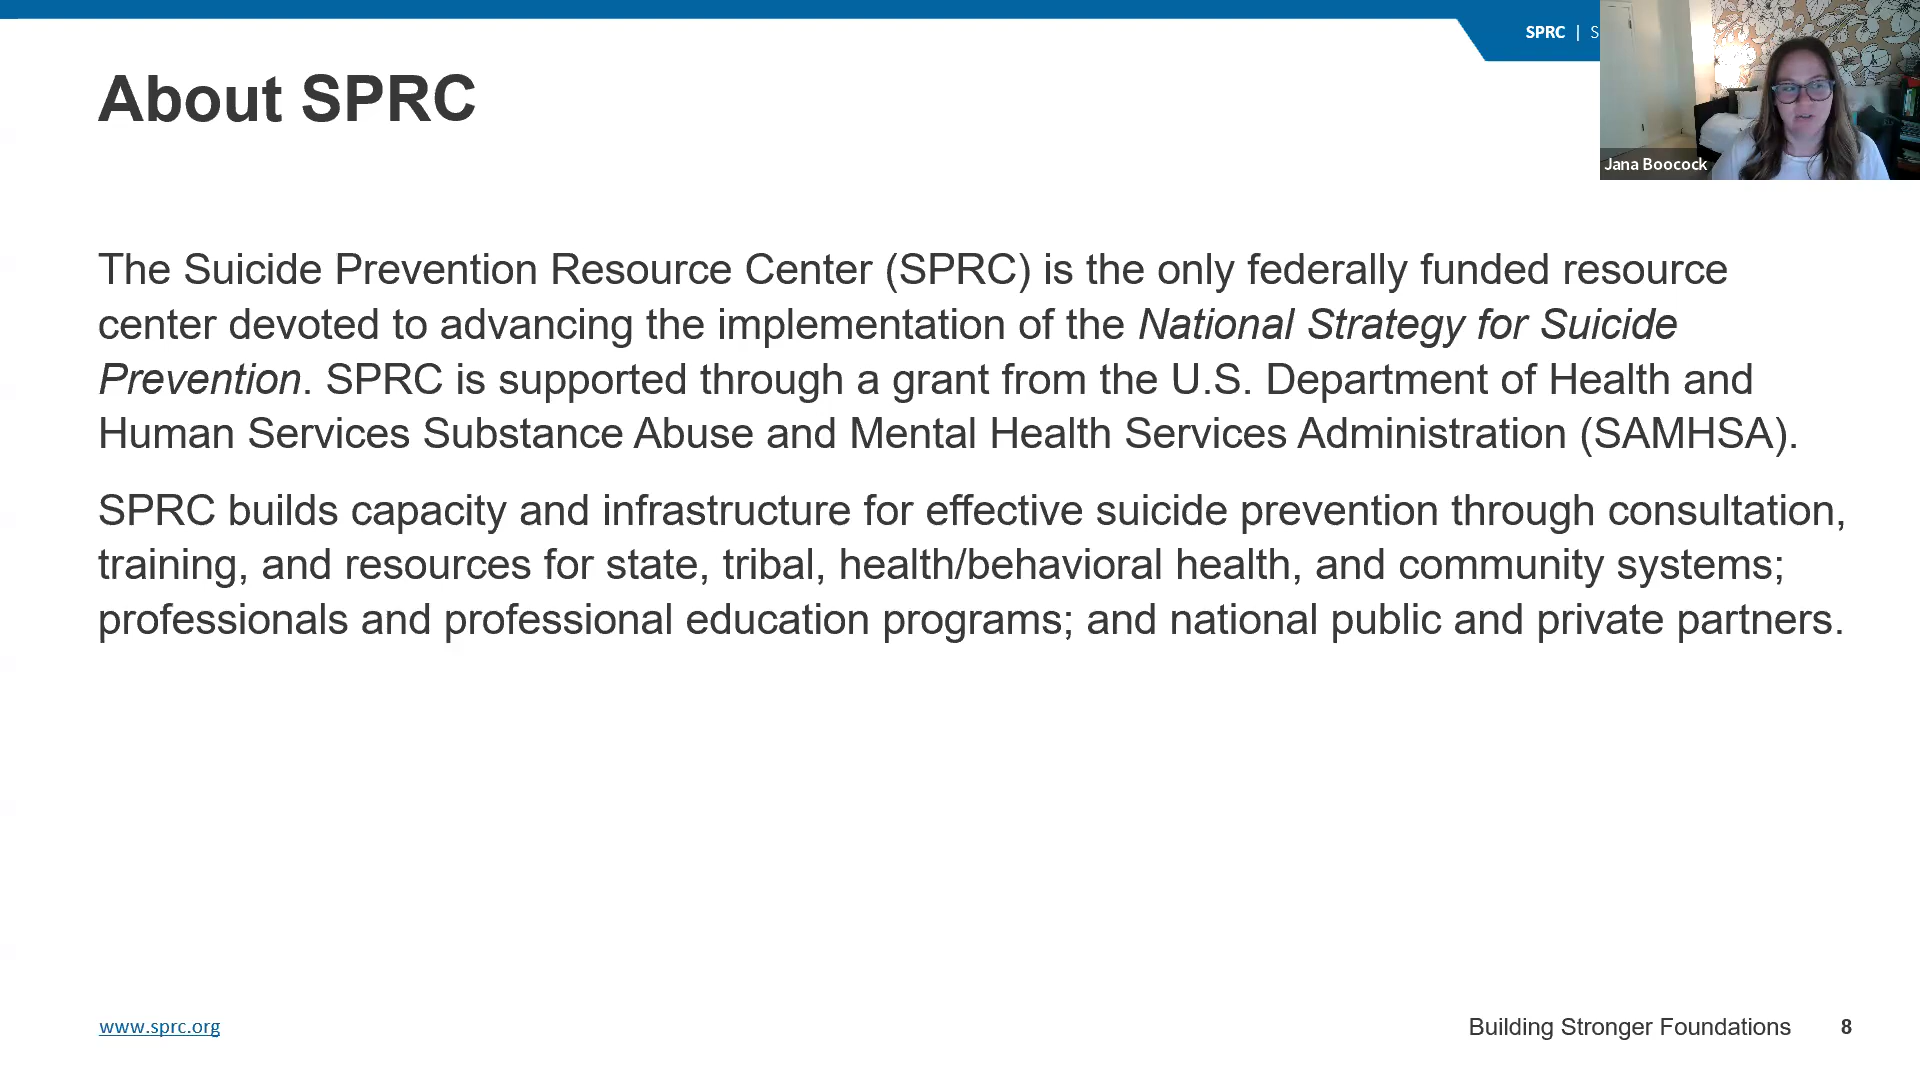 SPRC | S
About SPRC
Jana Boocock
The Suicide Prevention Resource Center (SPRC) is the only federally funded resource
center devoted to advancing the implementation of the National Strategy for Suicide
Prevention. SPRC is supported through a grant from the U.S. Department of Health and
Human Services Substance Abuse and Mental Health Services Administration (SAMHSA).
SPRC builds capacity and infrastructure for effective suicide prevention through consultation,
training, and resources for state, tribal, health/behavioral health, and community systems;
professionals and professional education programs; and national public and private partners.
www.sprc.org
Building Stronger Foundations 8